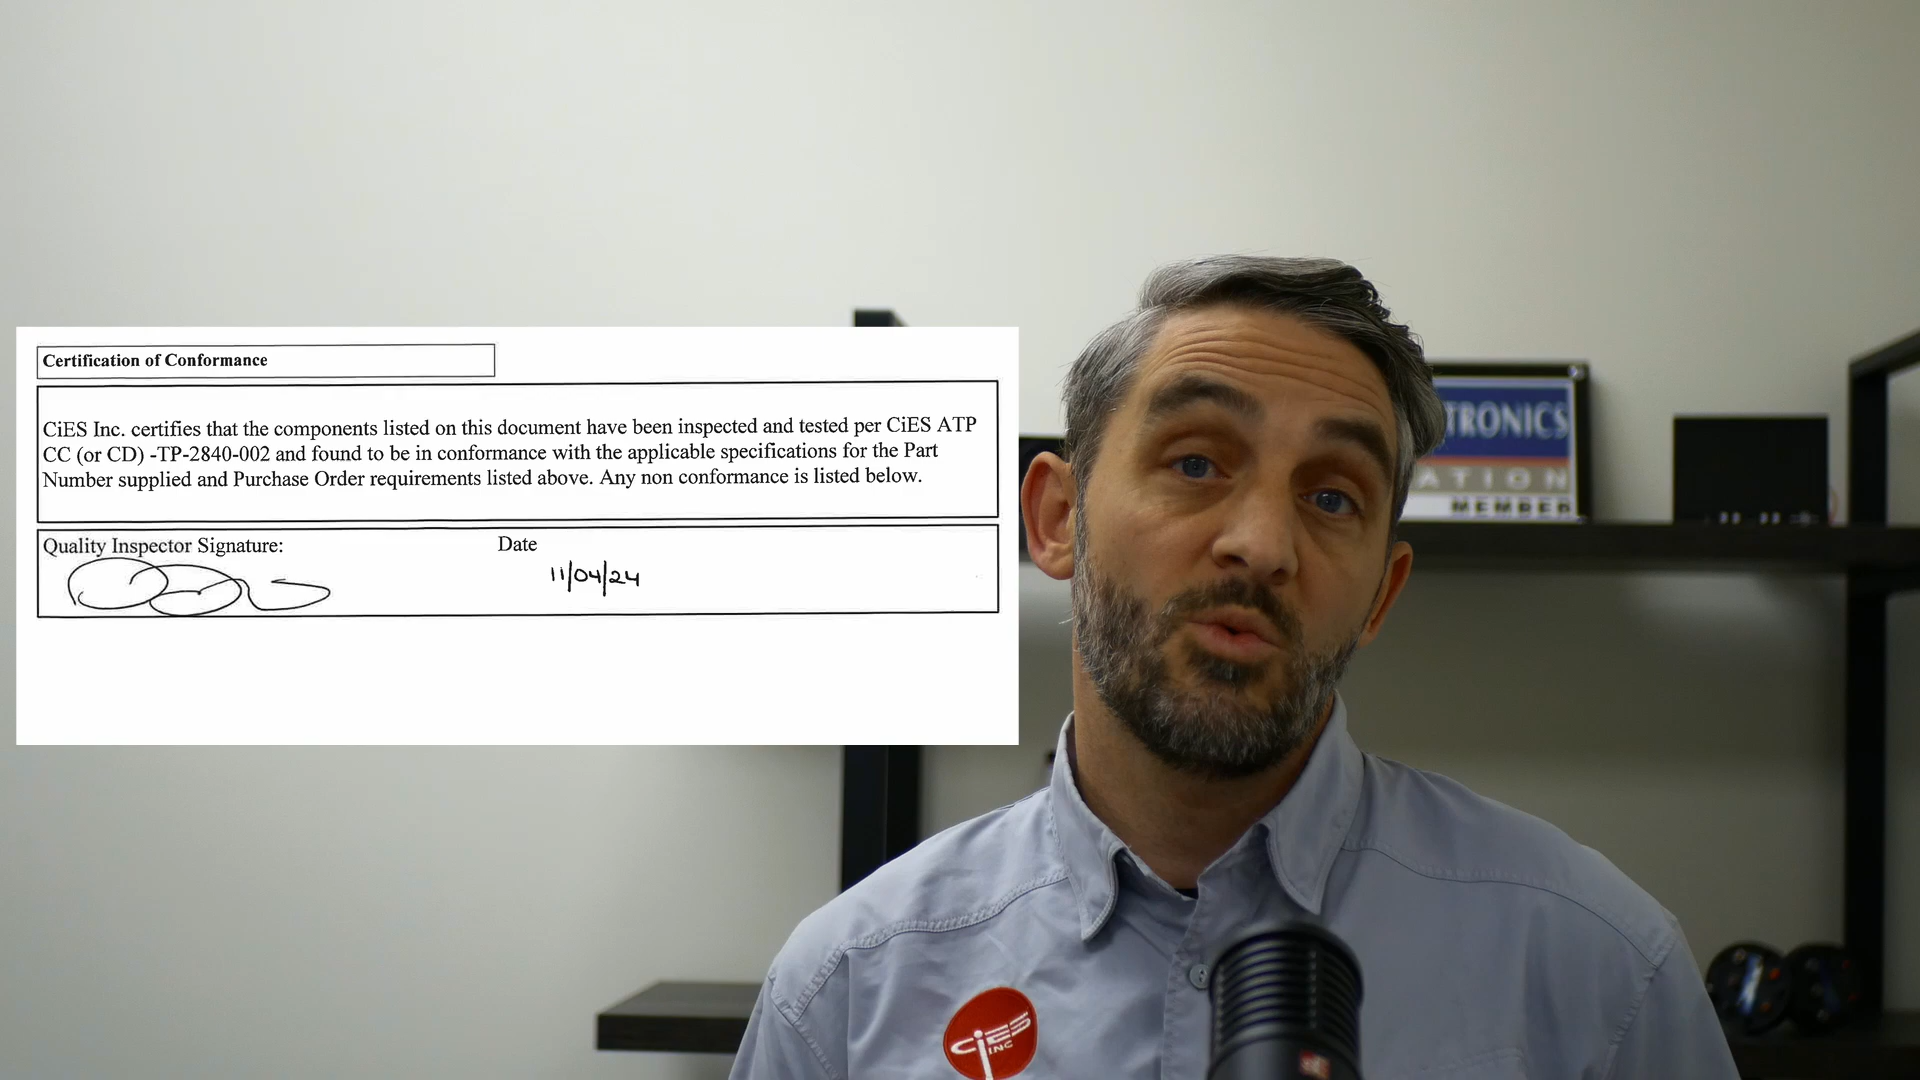 Certification of Conformance
CiES Inc. certifies that the components listed on this document have been inspected and tested per CiES ATP
CC (or CD) -TP-2840-002 and found to be in conformance with the applicable specifications for the Part
Number supplied and Purchase Order requirements listed above. Any non conformance is listed below.
Quality Inspector Signature:
Date
11/04/24
TRONICS
ATION
MEMBER
CiES
INC